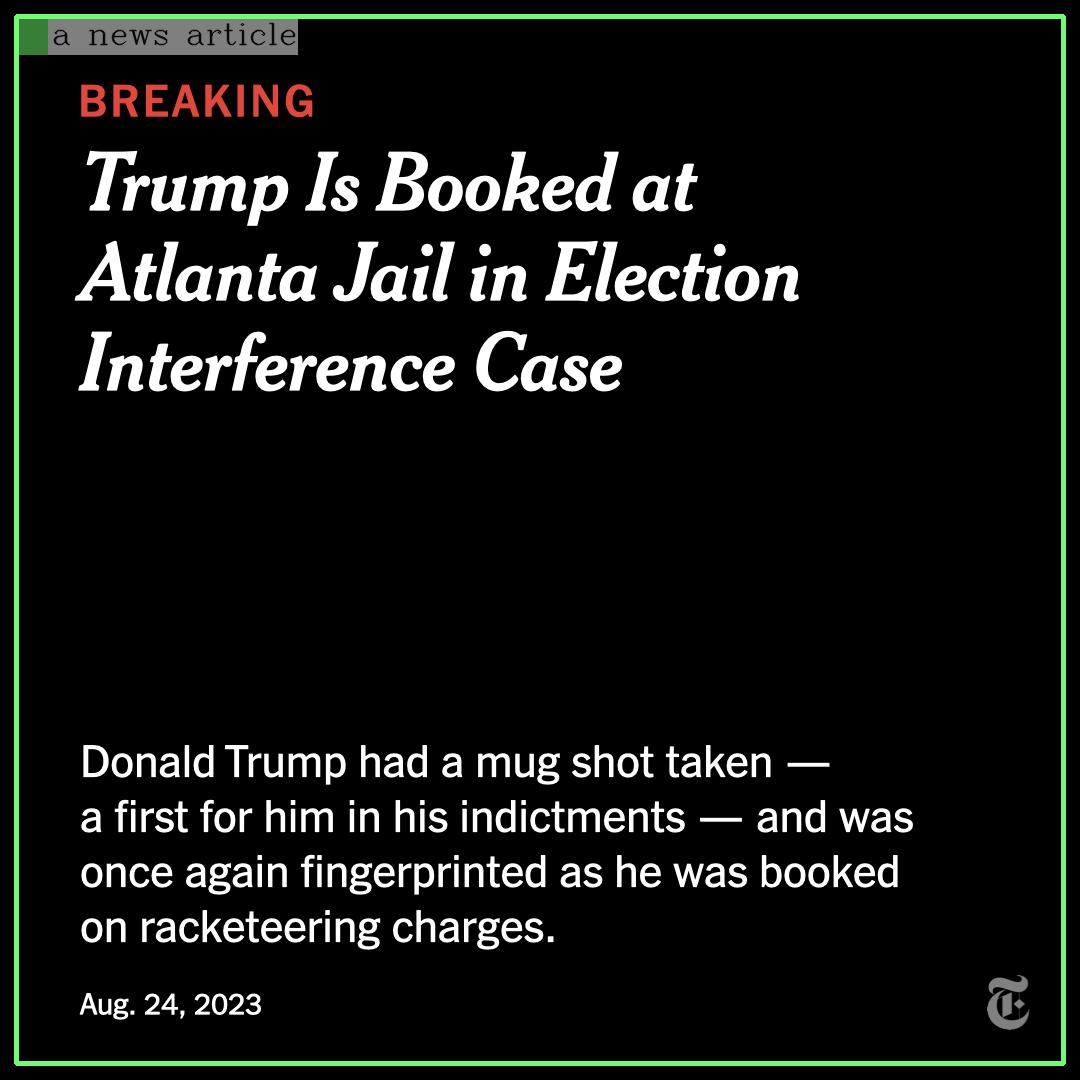 a news article
BREAKING
Trump Is Booked at
Atlanta Jail in Election
Interference Case
Donald Trump had a mug shot taken —
a first for him in his indictments — and was
once again fingerprinted as he was booked
on racketeering charges.
Aug. 24, 2023
T